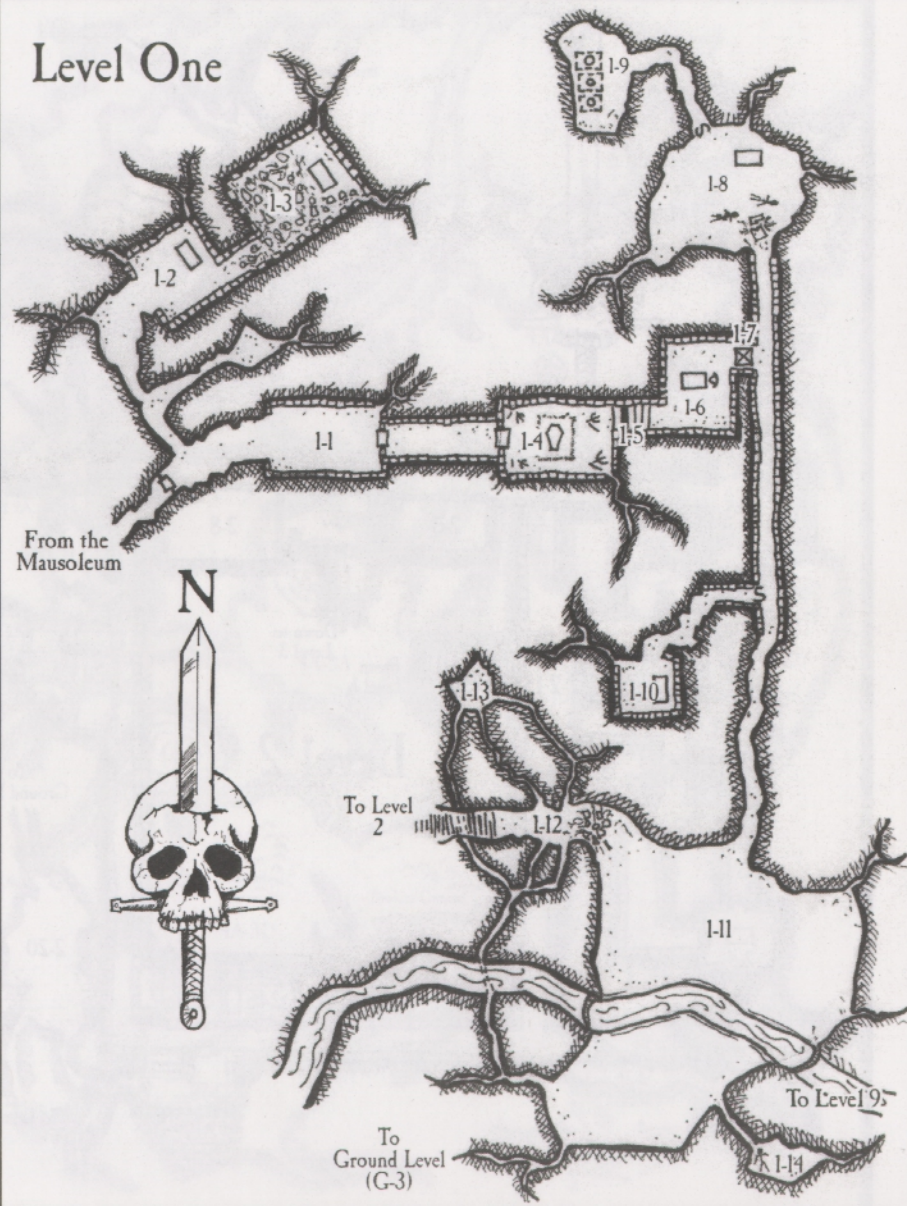 Level One
1-9
1-8
1-3
1-2
1-7
1-6
1-1
1-4
1-5
From the
Mausoleum
N
1-10
1-13
To Level
2
1-12
1-11
To Level 9
To
Ground Level
(G-3)
1-14
S
S